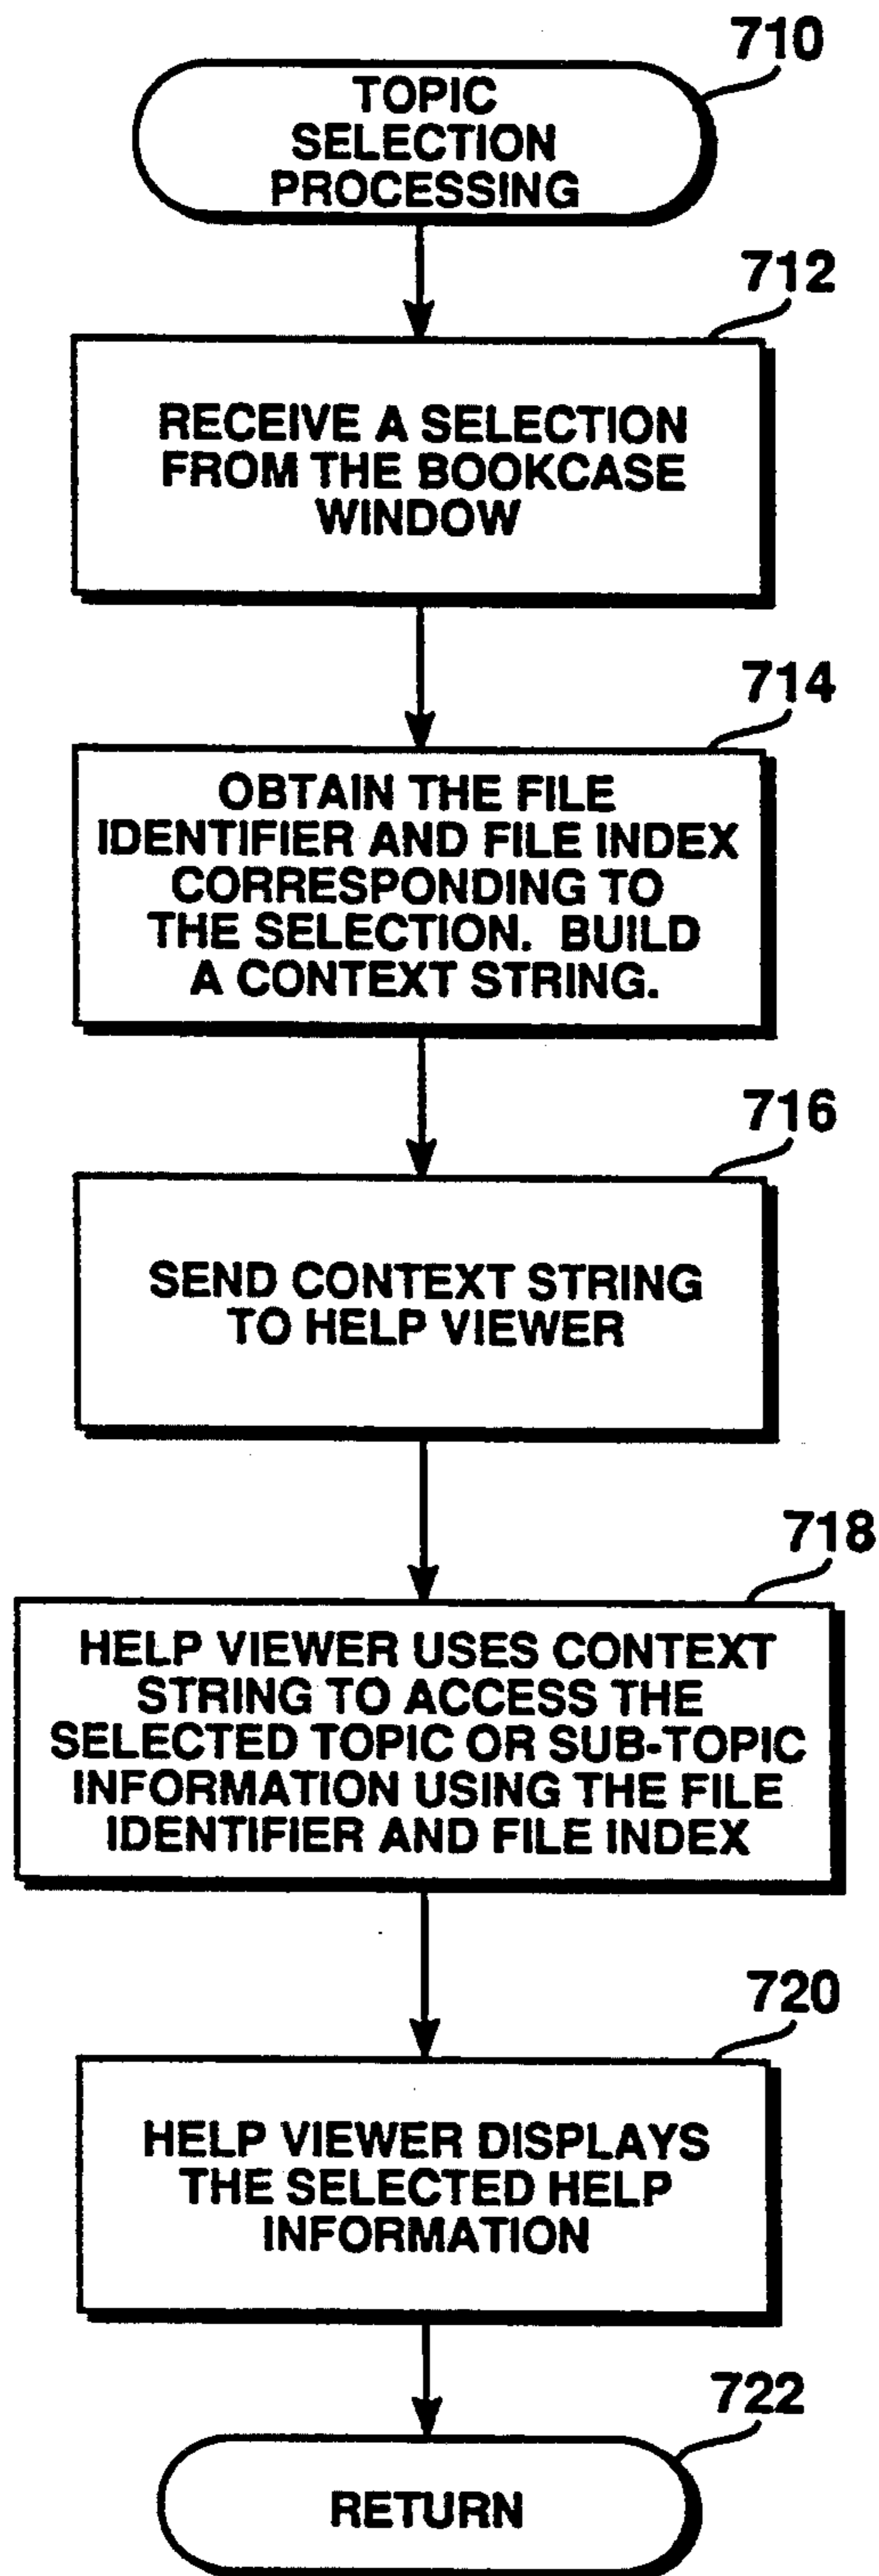 710
TOPIC
SELECTION
PROCESSING
712
RECEIVE A SELECTION
FROM THE BOOKCASE
WINDOW
714
OBTAIN THE FILE
IDENTIFIER AND FILE INDEX
CORRESPONDING TO
THE SELECTION. BUILD
A CONTEXT STRING.
716
SEND CONTEXT STRING
TO HELP VIEWER
718
HELP VIEWER USES CONTEXT
STRING TO ACCESS THE
SELECTED TOPIC OR SUB-TOPIC
INFORMATION USING THE FILE
IDENTIFIER AND FILE INDEX
720
HELP VIEWER DISPLAYS
THE SELECTED HELP
INFORMATION
722
RETURN